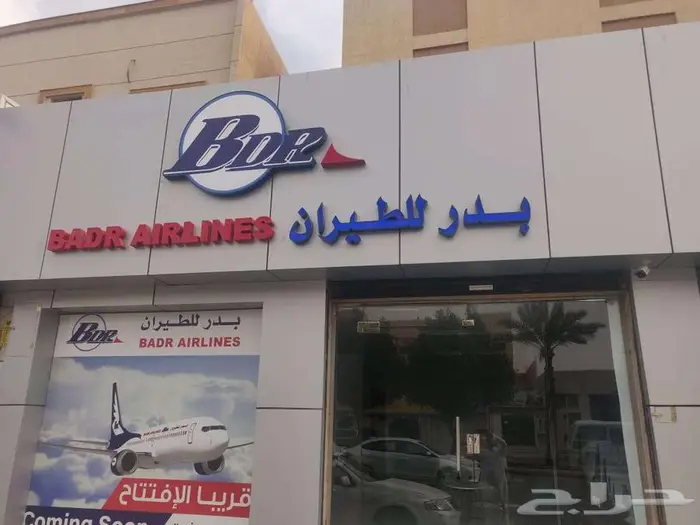 BDR
BADR AIRLINES بدر للطيران
BDR بدر للطيران
BADR AIRLINES
قريبا الإفتتاح
Coming Soon
حراج